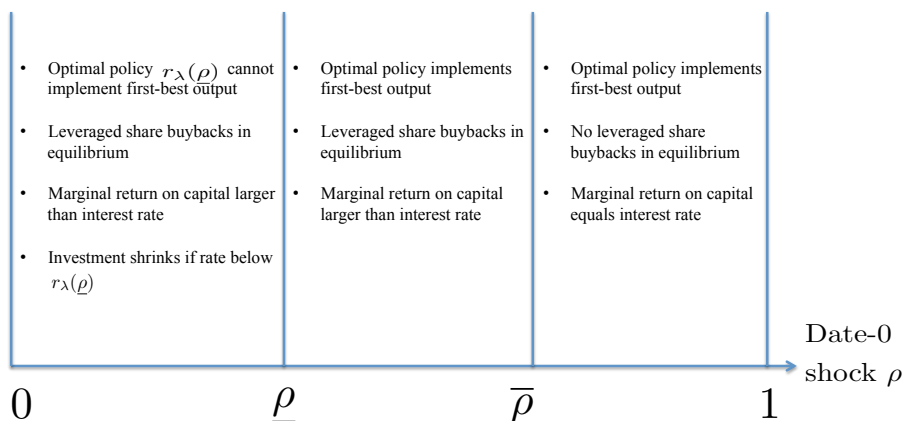 • Optimal policy r_λ(ρ̲) cannot
implement first-best output
• Leveraged share buybacks in
equilibrium
• Marginal return on capital larger
than interest rate
• Investment shrinks if rate below
r_λ(ρ̲)
• Optimal policy implements
first-best output
• Leveraged share buybacks in
equilibrium
• Marginal return on capital
larger than interest rate
• Optimal policy implements
first-best output
• No leveraged share
buybacks in equilibrium
• Marginal return on capital
equals interest rate
Date-0
shock ρ
0 ρ̲ ρ̅ 1